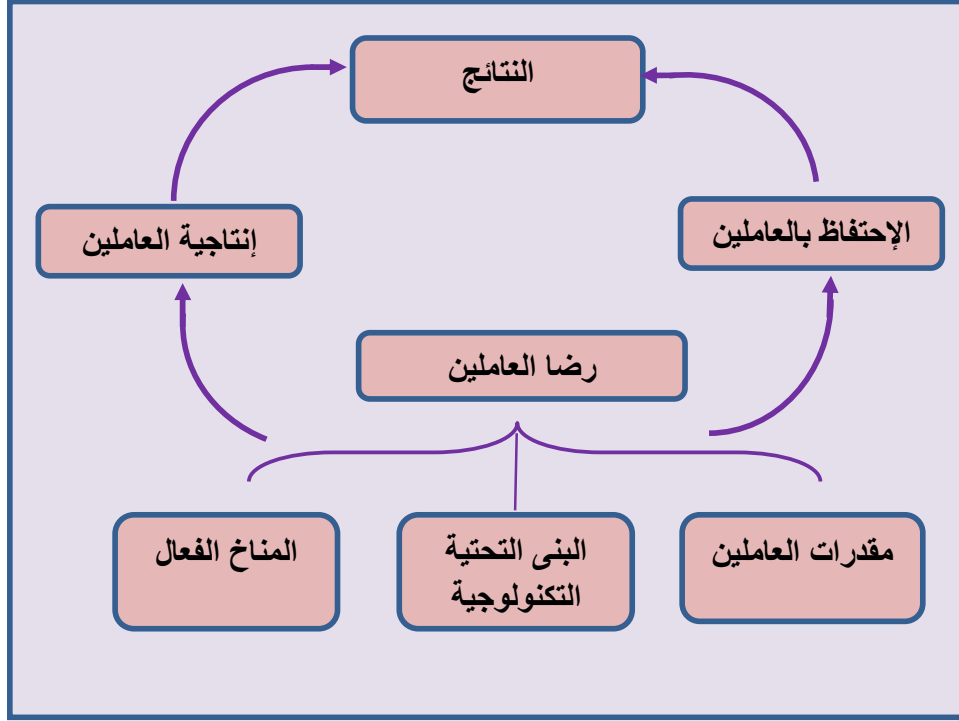 النتائج
الإحتفاظ بالعاملين
إنتاجية العاملين
رضا العاملين
مقدرات العاملين
البنى التحتية
التكنولوجية
المناخ الفعال